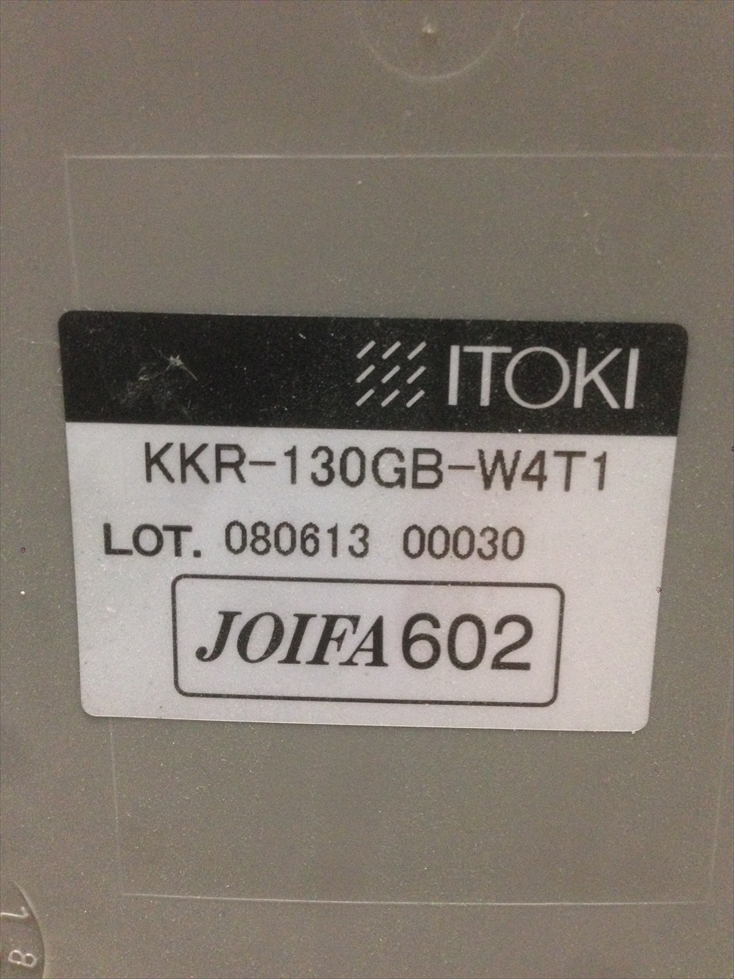 ITOKI
KKR-130GB-W4T1
LOT. 080613 00030
JOIFA 602